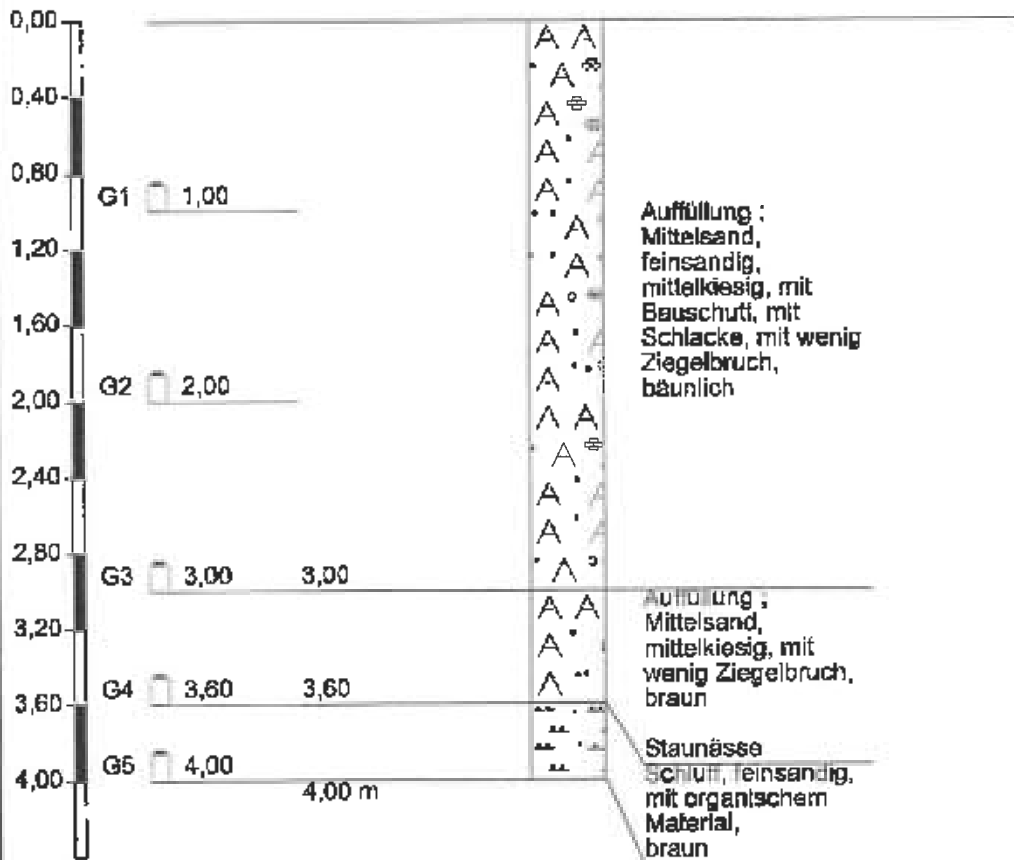 0,00
0,40
0,80
G1 1,00
1,20
1,60
G2 2,00
2,00
2,40
2,80
G3 3,00 3,00
3,20
G4 3,60 3,60
3,60
G5 4,00
4,00
4,00 m
Auffüllung ;
Mittelsand,
feinsandig,
mittelkiesig, mit
Bauschutt, mit
Schlacke, mit wenig
Ziegelbruch,
bäunlich
Auffüllung ;
Mittelsand,
mittelkiesig, mit
wenig Ziegelbruch,
braun
Staunässe
Schluff, feinsandig,
mit organischem
Material,
braun